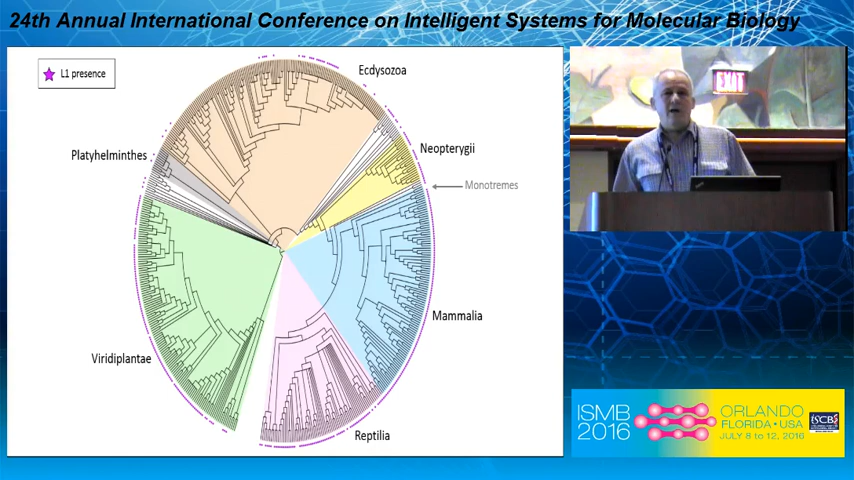 24th Annual International Conference on Intelligent Systems for Molecular Biology
L1 presence
Ecdysozoa
Platyhelminthes
Neopterygii
Monotremes
Mammalia
Viridiplantae
Reptilia
EXIT
ISMB
2016
ORLANDO
FLORIDA • USA
JULY 8 to 12, 2016
ISCB